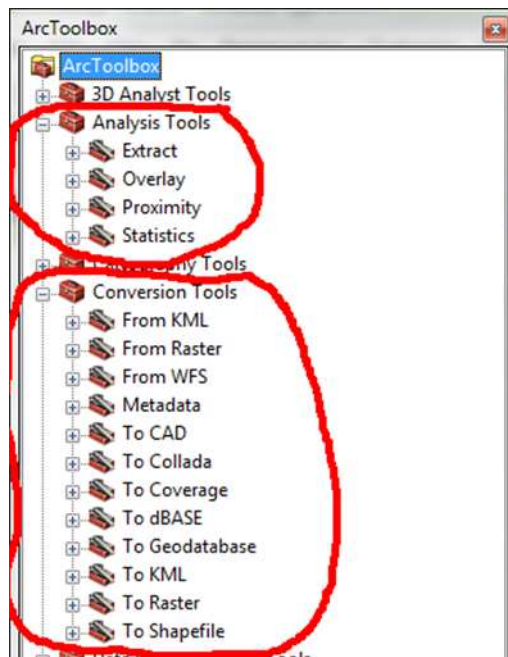 ArcToolbox
ArcToolbox
3D Analyst Tools
Analysis Tools
Extract
Overlay
Proximity
Statistics
Tools
Conversion Tools
From KML
From Raster
From WFS
Metadata
To CAD
To Collada
To Coverage
To dBASE
To Geodatabase
To KML
To Raster
To Shapefile